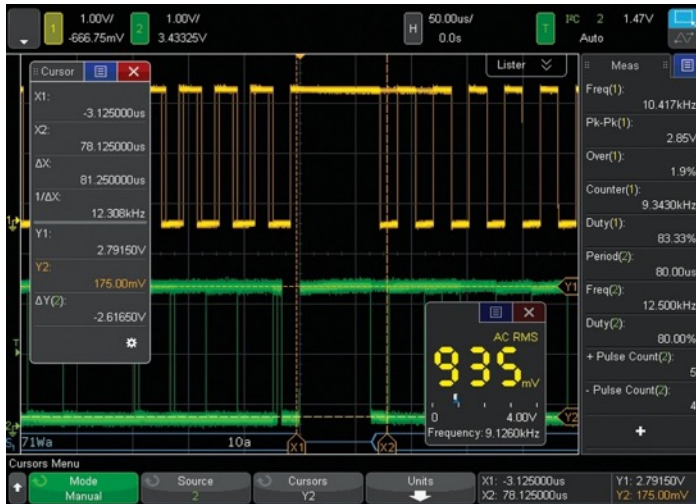 1 1.00V/ 2 1.00V/ H 50.00us/ T I²C 2 1.47V
-666.75mV 3.43325V 0.0s Auto
Lister
Cursor
X1:
-3.125000us
X2:
78.125000us
ΔX:
81.250000us
1/ΔX:
12.308kHz
Y1:
2.79150V
Y2:
175.00mV
ΔY(2):
-2.61650V
Meas
Freq(1):
10.417kHz
Pk-Pk(1):
2.85V
Over(1):
1.9%
Counter(1):
9.3430kHz
Duty(1):
83.33%
Period(2):
80.00us
Freq(2):
12.500kHz
Duty(2):
80.00%
+ Pulse Count(2):
5
- Pulse Count(2):
4
Y1
AC RMS
935 mV
0 4.00V
Frequency: 9.1260kHz
T
Y2
71Wa 10a X1 X2
Cursors Menu
Mode Source Cursors Units X1: -3.125000us Y1: 2.79150V
Manual 2 Y2 X2: 78.125000us Y2: 175.00mV